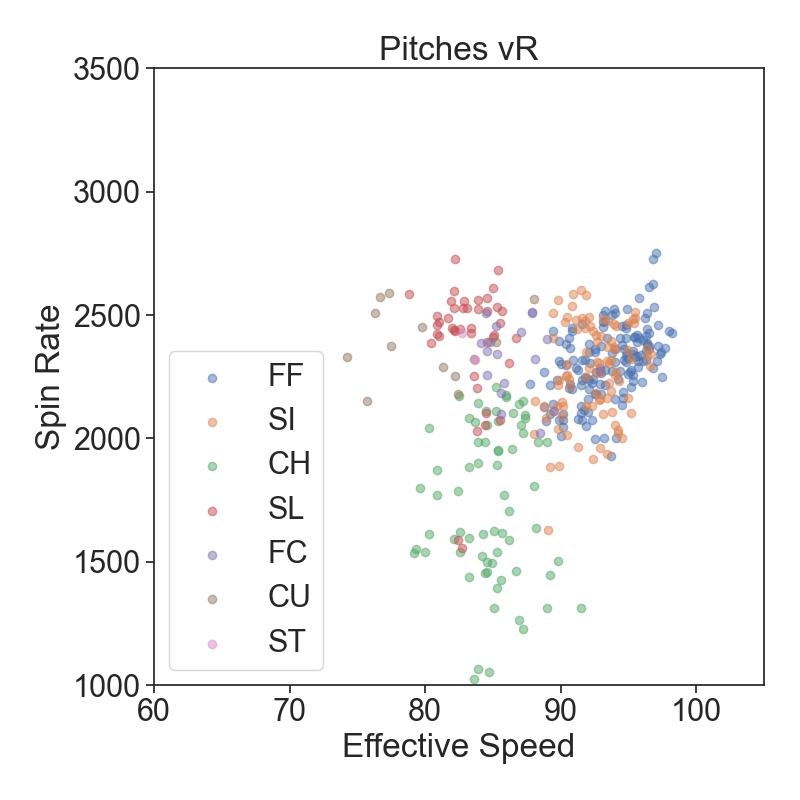 Pitches vR
3500
3000
2500
2000
1500
1000
Spin Rate
FF
SI
CH
SL
FC
CU
ST
60
70
80
90
100
Effective Speed